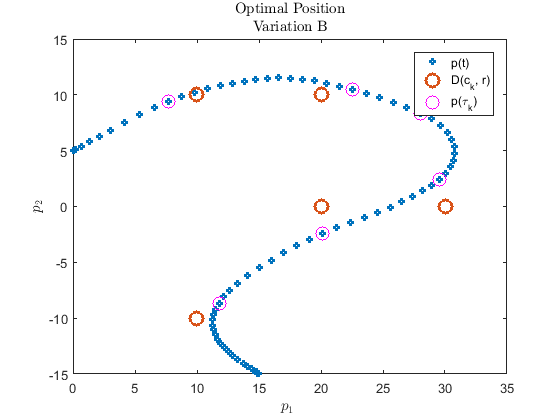 Optimal Position
Variation B
p(t)
D(c_k, r)
p(τ_k)
p_2
15
10
5
0
-5
-10
-15
0 5 10 15 20 25 30 35
p_1